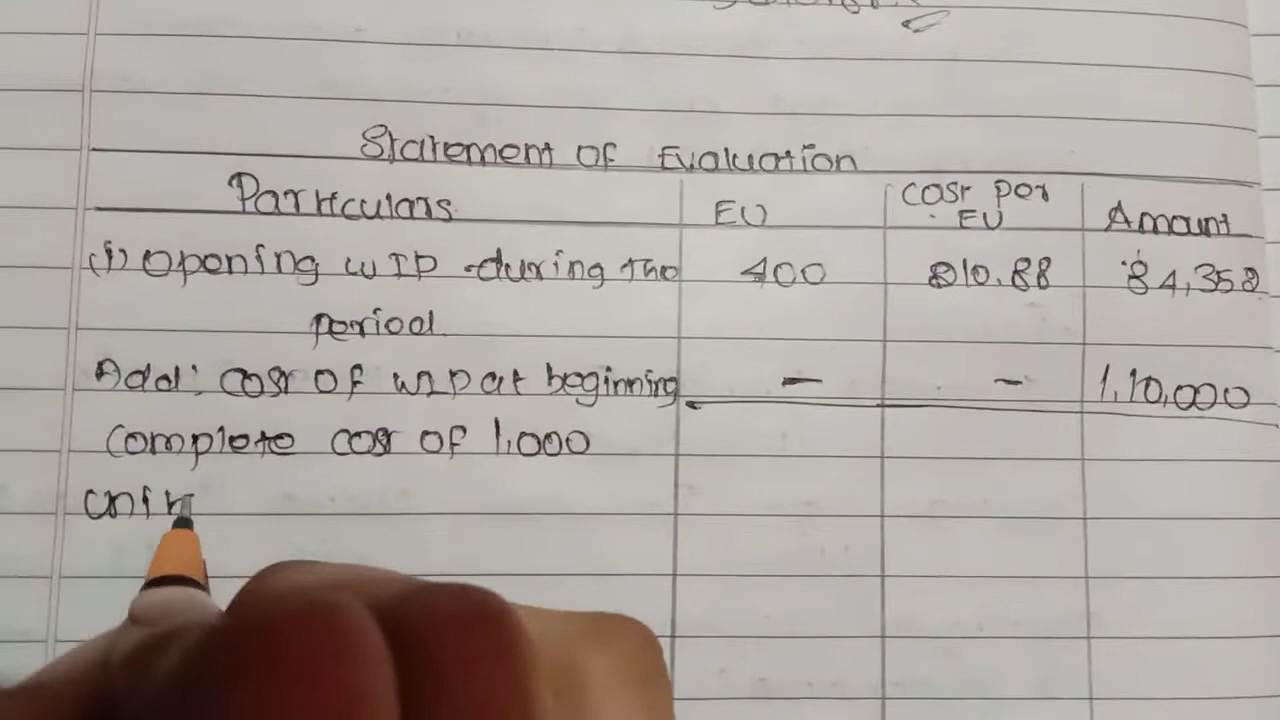 Statement of Evaluation
Particulars EU Cost per EU Amount
(i) Opening WIP during the period 400 210.88 84,352
Add: Cost of WIP at beginning - - 1,10,000
Complete cost of 1,000
unit